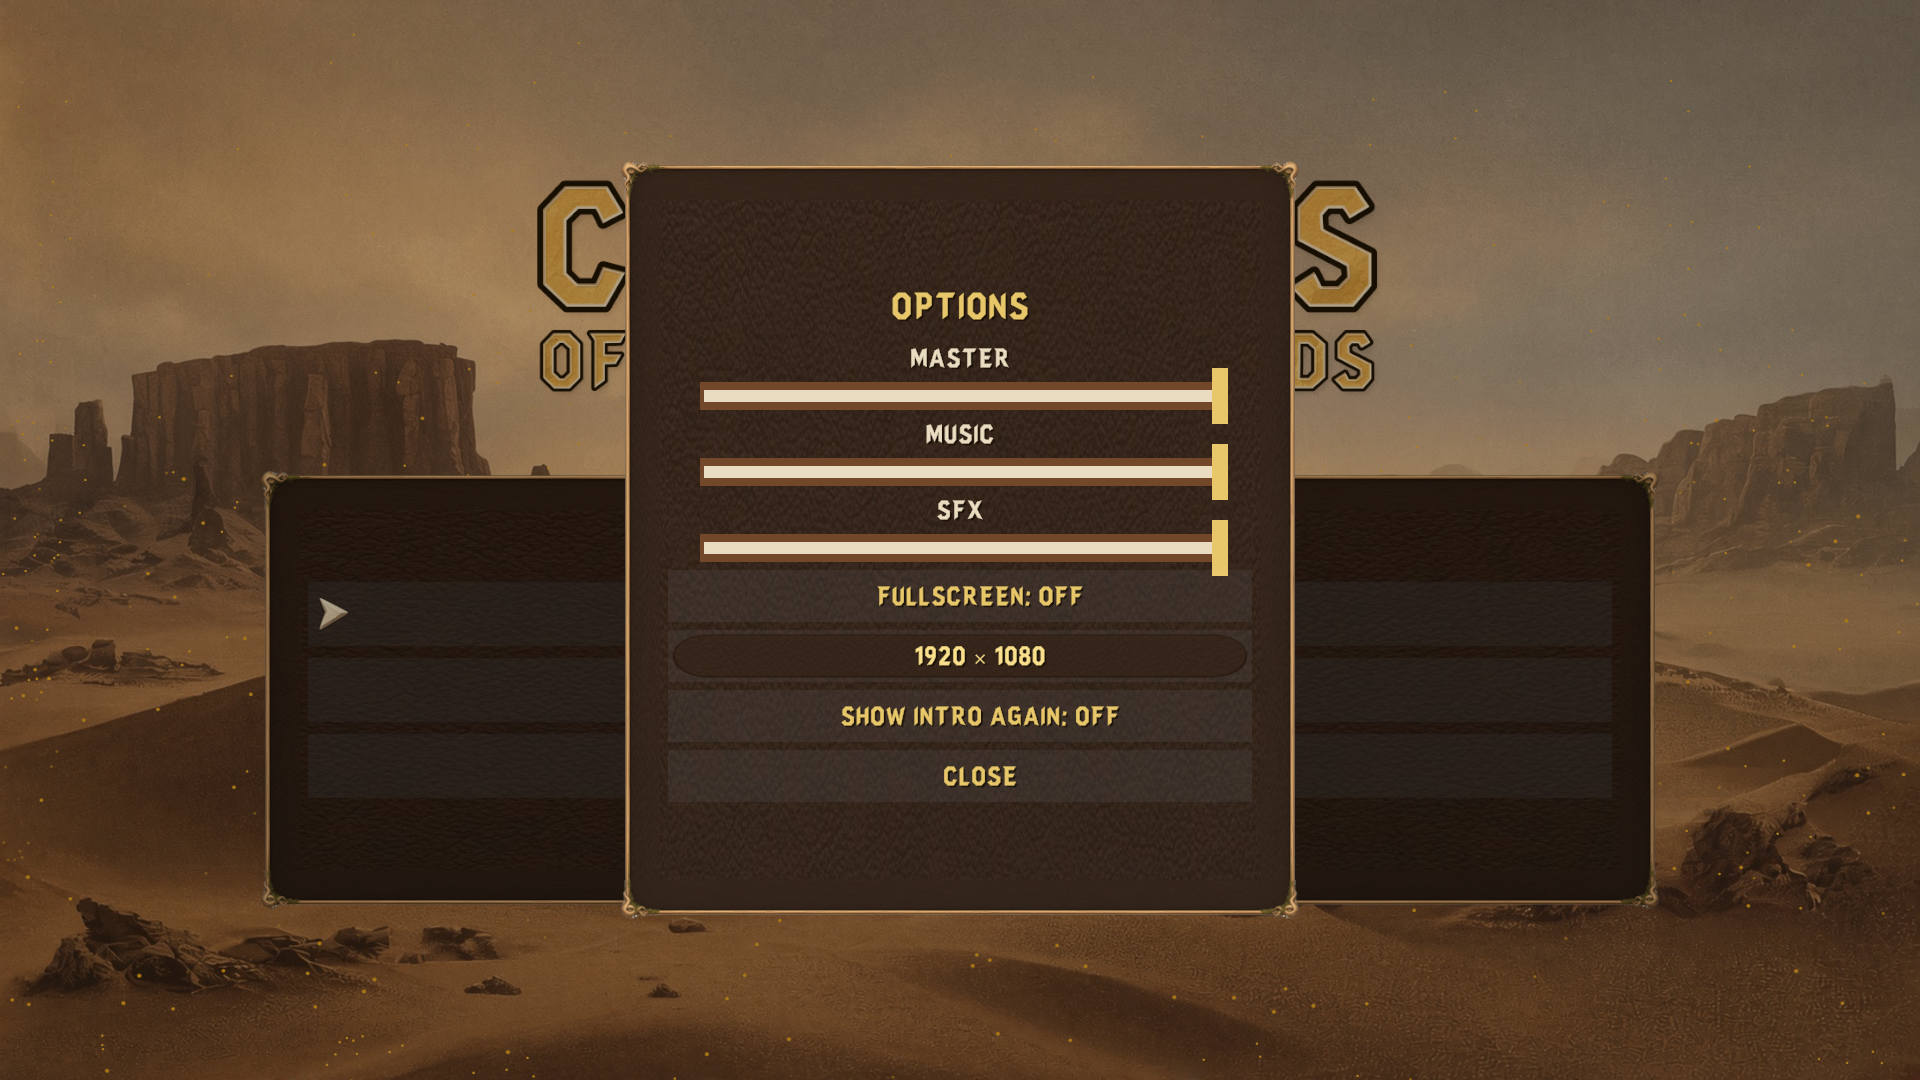 C S
OF DS
OPTIONS
MASTER
MUSIC
SFX
FULLSCREEN: OFF
1920 × 1080
SHOW INTRO AGAIN: OFF
CLOSE